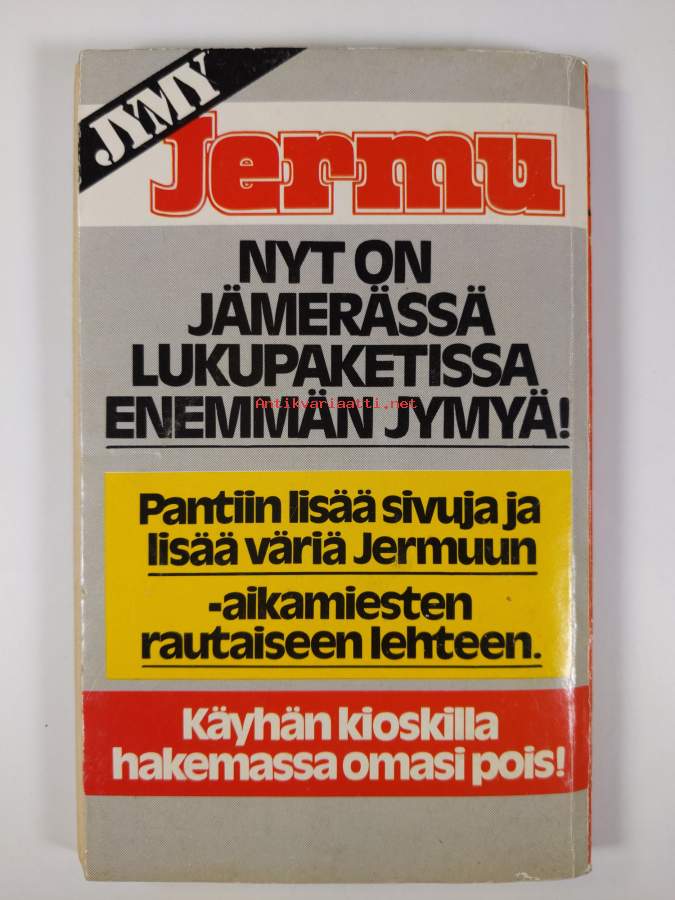 JYMY
Jermu
NYT ON
JÄMERÄSSÄ
LUKUPAKETISSA
Antikvariaatti.net
ENEMMÄN JYMYÄ!
Pantiin lisää sivuja ja
lisää väriä Jermuun
-aikamiesten
rautaiseen lehteen.
Käyhän kioskilla
hakemassa omasi pois!